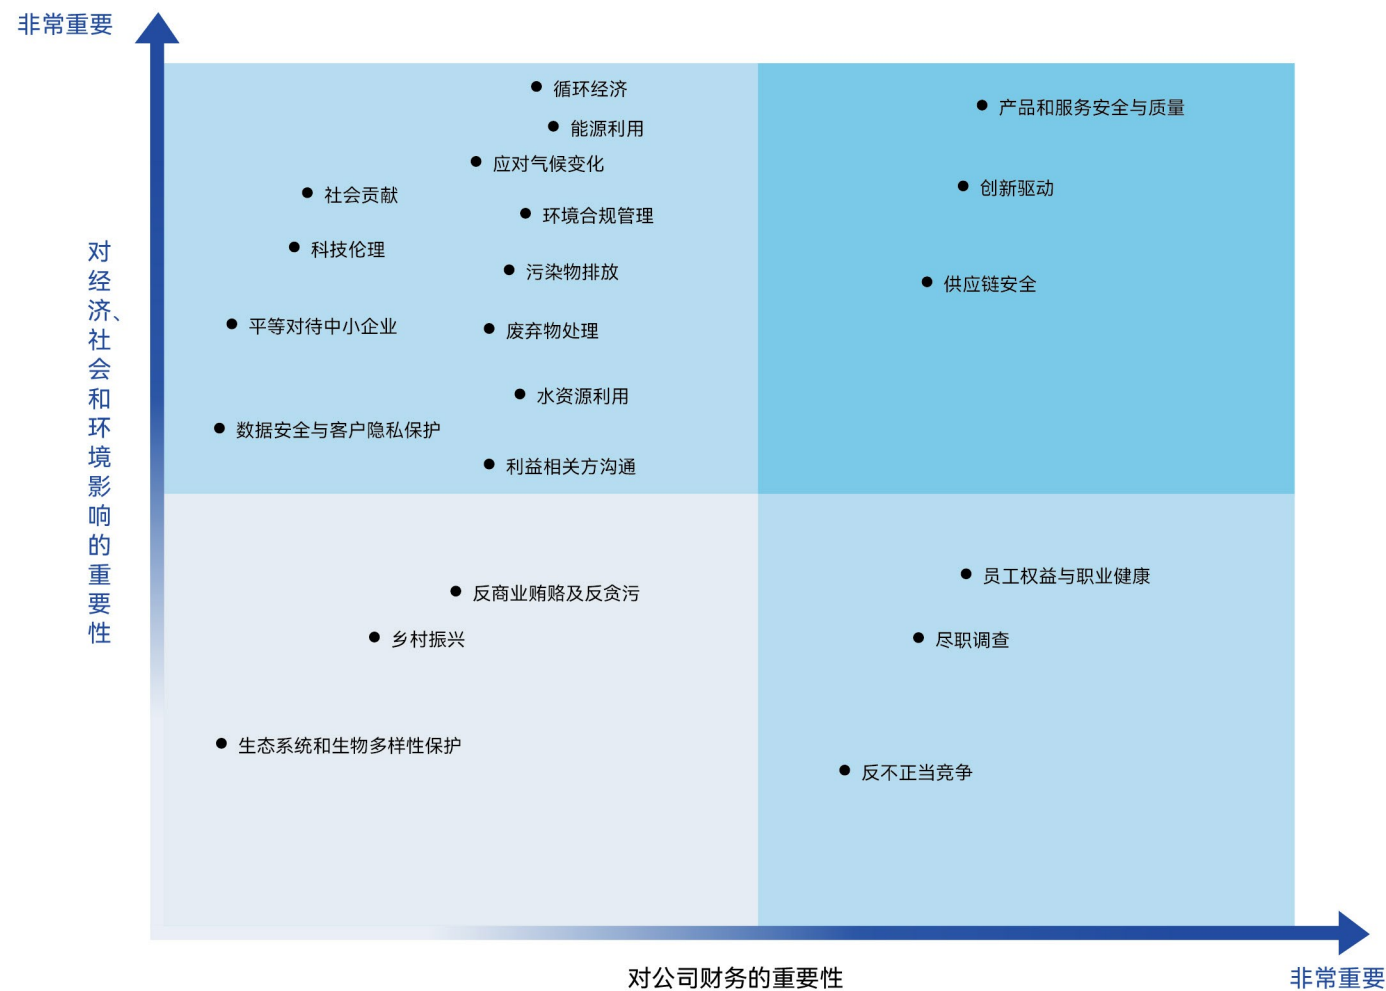 非常重要
循环经济
产品和服务安全与质量
能源利用
应对气候变化
创新驱动
社会贡献
环境合规管理
科技伦理
污染物排放
供应链安全
平等对待中小企业
废弃物处理
水资源利用
数据安全与客户隐私保护
利益相关方沟通
对经济、社会和环境影响的重要性
员工权益与职业健康
反商业贿赂及反贪污
乡村振兴
尽职调查
生态系统和生物多样性保护
反不正当竞争
对公司财务的重要性
非常重要